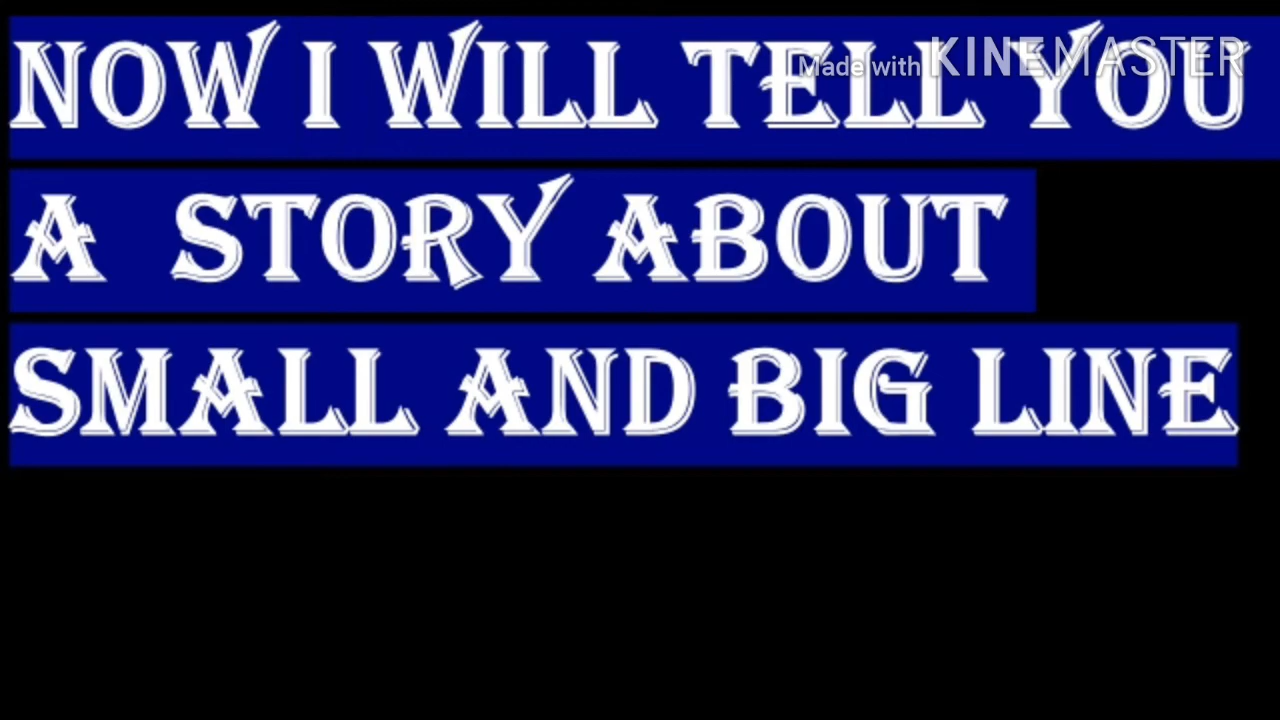 NOW I WILL TELL YOU
Made with KINEMASTER
A STORY ABOUT
SMALL AND BIG LINE